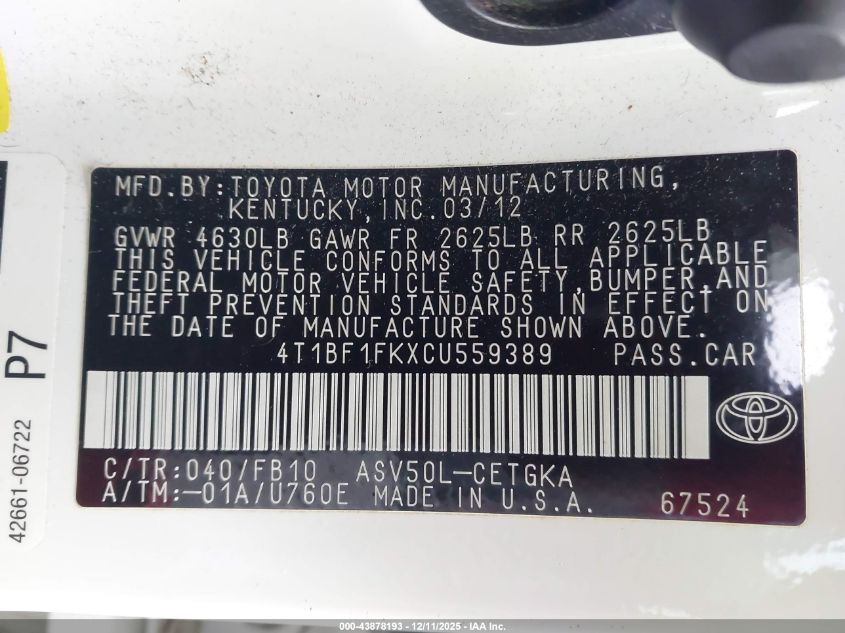 MFD.BY:TOYOTA MOTOR MANUFACTURING,
KENTUCKY,INC.03/12
GVWR 4630LB GAWR FR 2625LB RR 2625LB
THIS VEHICLE CONFORMS TO ALL APPLICABLE
FEDERAL MOTOR VEHICLE SAFETY,BUMPER,AND
THEFT PREVENTION STANDARDS IN EFFECT ON
THE DATE OF MANUFACTURE SHOWN ABOVE.
4T1BF1FKXCU559389 PASS.CAR
C/TR:040/FB10 ASV50L-CETGKA
A/TM:-01A/U760E MADE IN U.S.A. 67524
P7
42661-06722
000-43878193 - 12/11/2025 - IAA Inc.